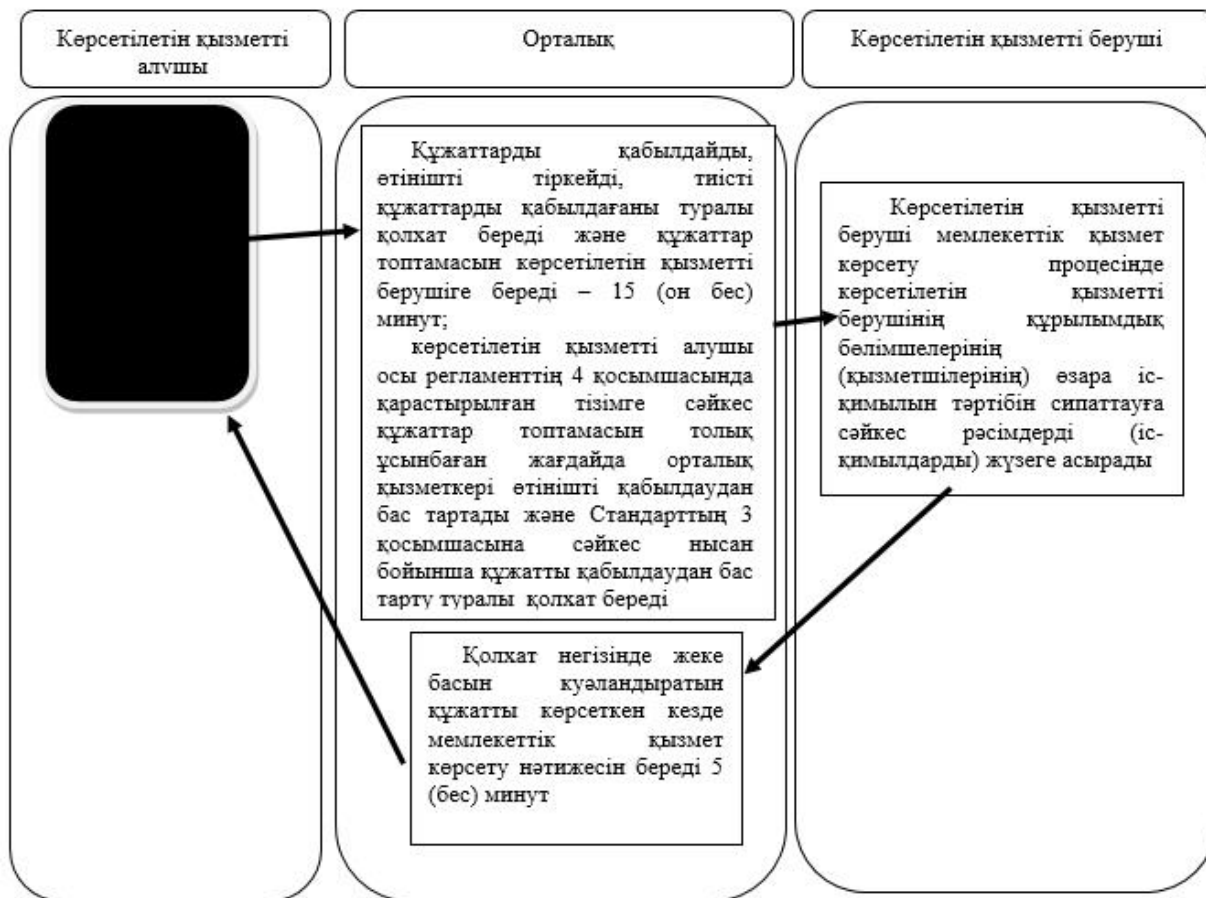 Көрсетілетін қызметті
алушы
Орталық
Көрсетілетін қызметті беруші
Құжаттарды қабылдайды,
өтінішті тіркейді, тиісті
құжаттарды қабылдағаны туралы
қолхат береді және құжаттар
топтамасын көрсетілетін қызметті
берушіге береді – 15 (он бес)
минут;
көрсетілетін қызметті алушы
осы регламенттің 4 қосымшасында
қарастырылған тізімге сәйкес
құжаттар топтамасын толық
ұсынбаған жағдайда орталық
қызметкері өтінішті қабылдаудан
бас тартады және Стандарттың 3
қосымшасына сәйкес нысан
бойынша құжатты қабылдаудан бас
тарту туралы қолхат береді
Көрсетілетін қызметті
беруші мемлекеттік қызмет
көрсету процесінде
көрсетілетін қызметті
берушінің құрылымдық
бөлімшелерінің
(қызметшілерінің) өзара іс-
қимылын тәртібін сипаттауға
сәйкес рәсімдерді (іс-
қимылдарды) жүзеге асырады
Қолхат негізінде жеке
басын куәландыратын
құжатты көрсеткен кезде
мемлекеттік қызмет
көрсету нәтижесін береді 5
(бес) минут